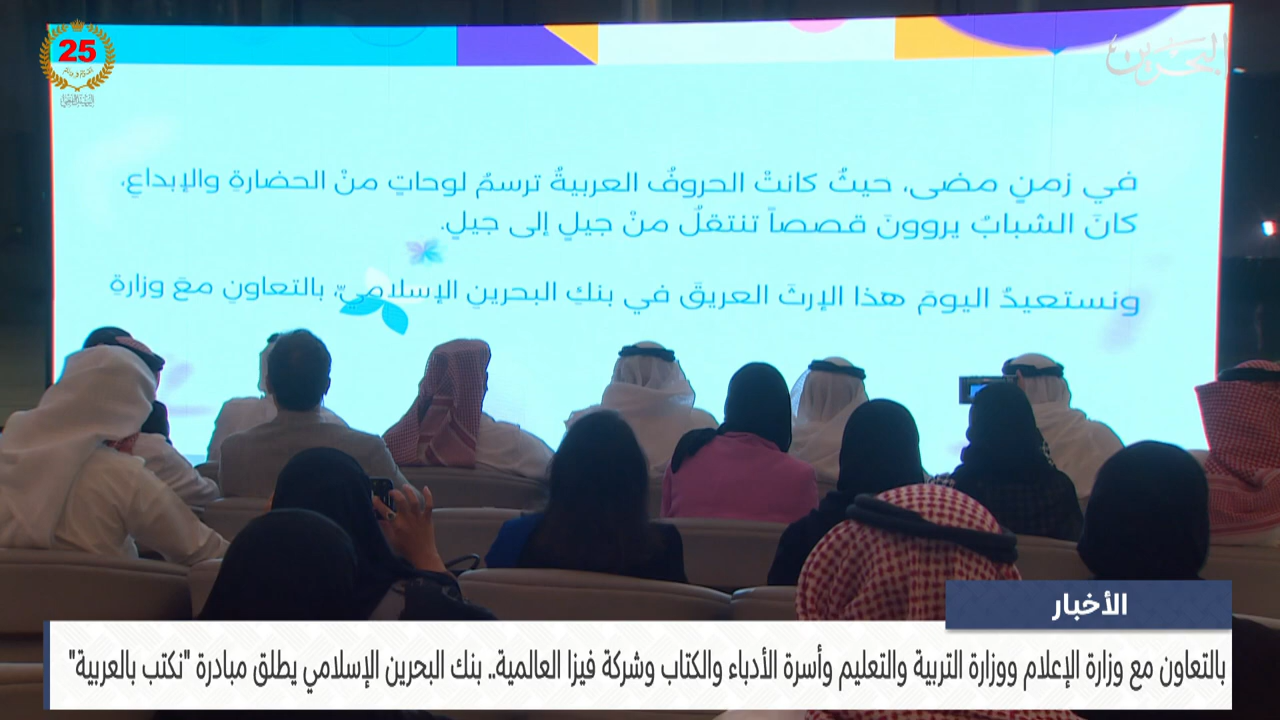 25
البحرين
في زمنٍ مضى، حيثُ كانتْ الحروفُ العربيةُ ترسمُ لوحاتٍ منْ الحضارةِ والإبداعِ،
كانَ الشبابُ يروونَ قصصاً تنتقلُ منْ جيلٍ إلى جيلٍ.
ونستعيدُ اليومَ هذا الإرثَ العريقَ في بنكِ البحرينِ الإسلاميّ، بالتعاونِ معَ وزارةِ
الأخبار
بالتعاون مع وزارة الإعلام ووزارة التربية والتعليم وأسرة الأدباء والكتاب وشركة فيزا العالمية.. بنك البحرين الإسلامي يطلق مبادرة "نكتب بالعربية"